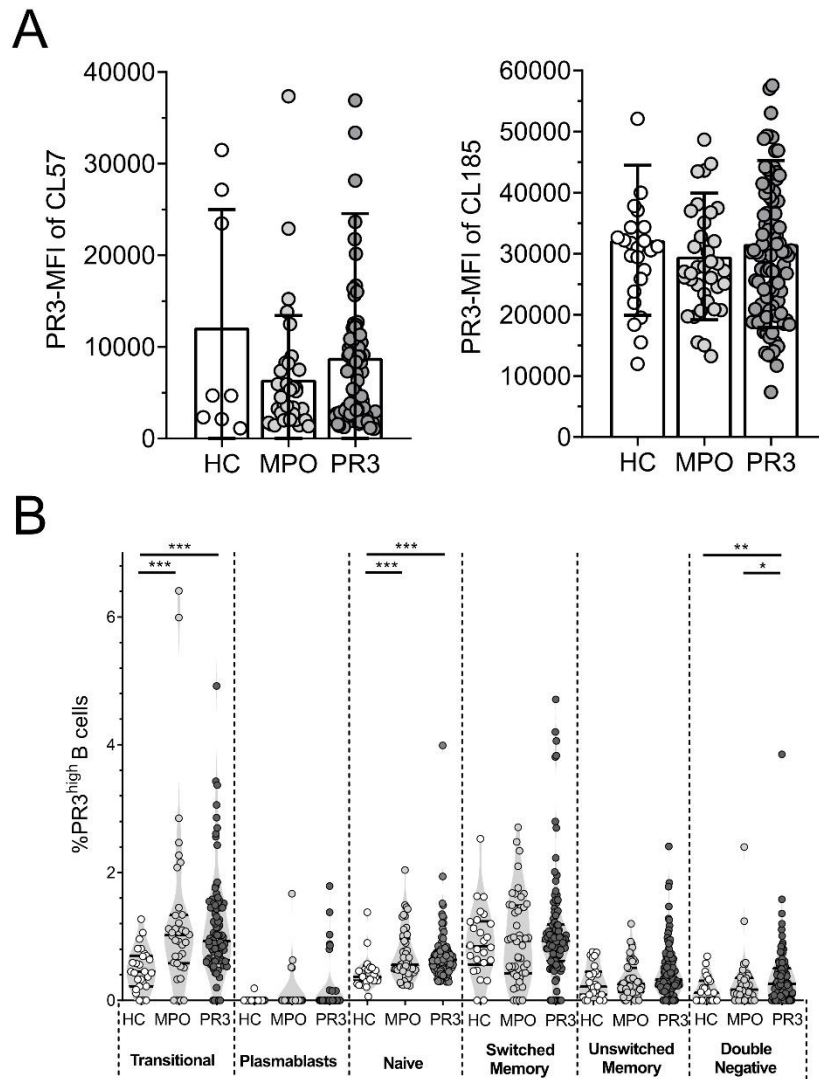 A
PR3-MFI of CL57
40000
30000
20000
10000
0
HC MPO PR3
PR3-MFI of CL185
60000
50000
40000
30000
20000
10000
0
HC MPO PR3
B
%PR3high B cells
6
4
2
0
*** *** **
*** *** *
HC MPO PR3 HC MPO PR3 HC MPO PR3 HC MPO PR3 HC MPO PR3 HC MPO PR3
Transitional Plasmablasts Naive Switched Memory Unswitched Memory Double Negative